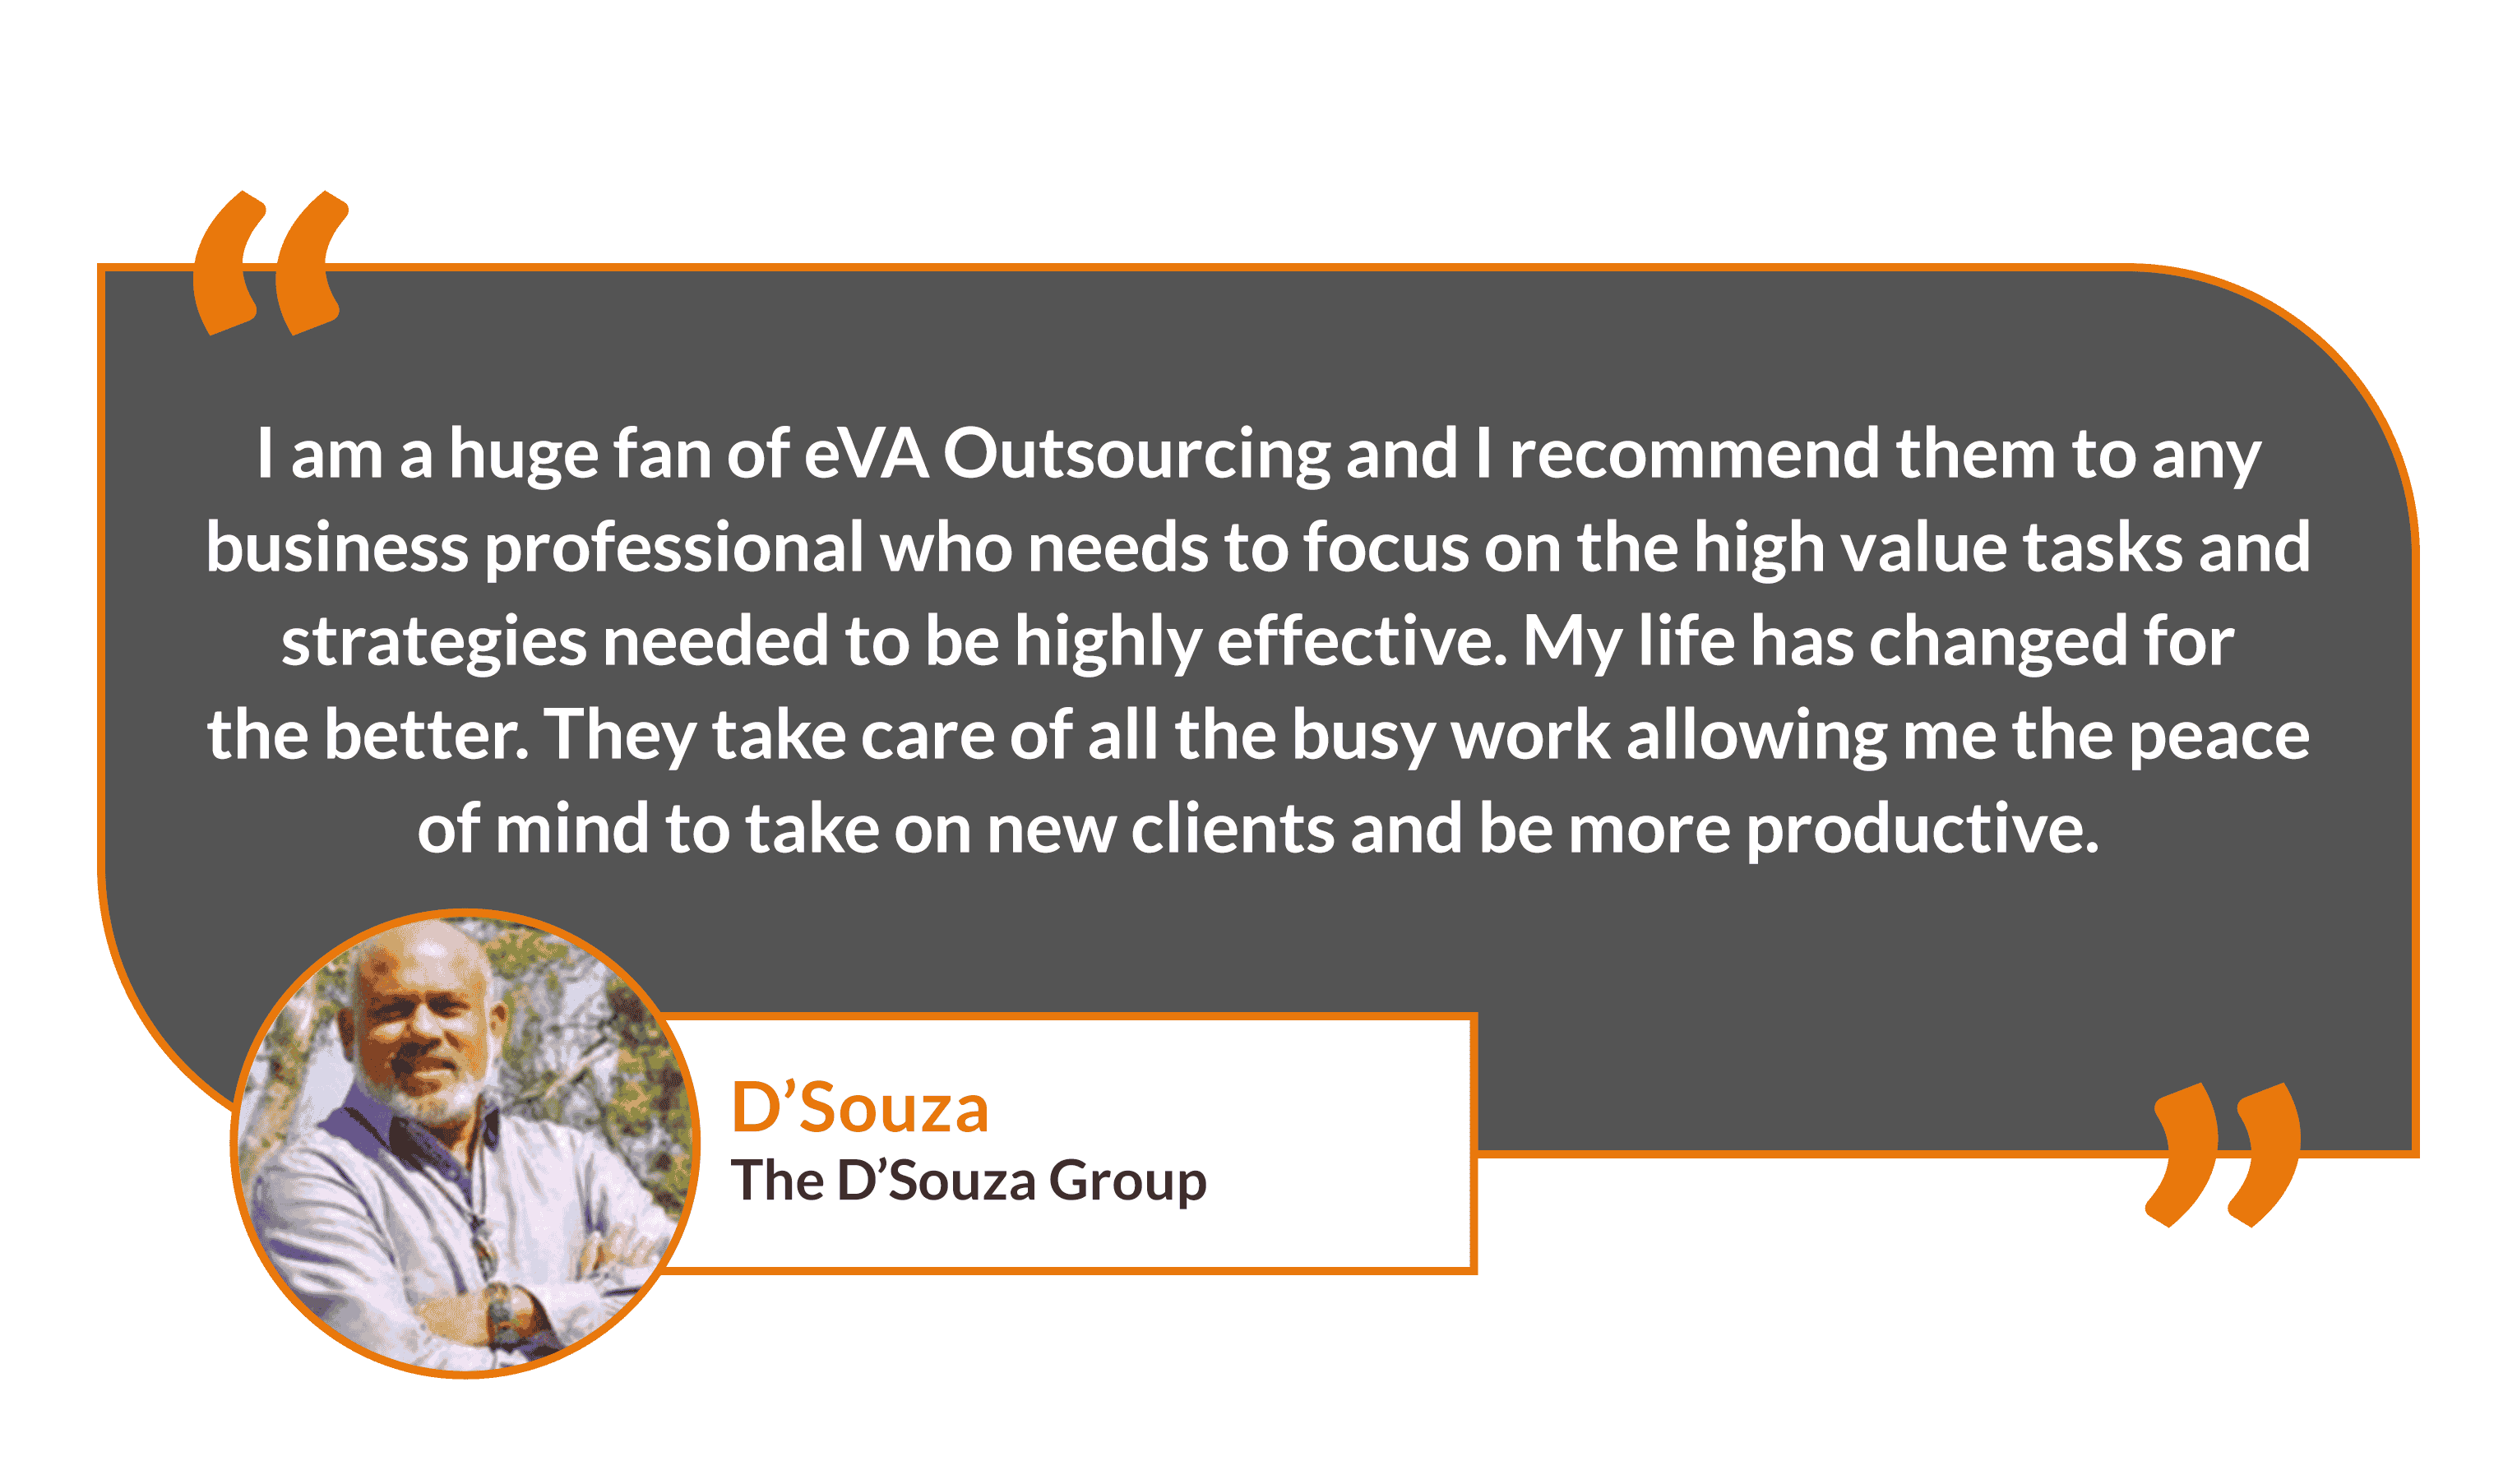 “
I am a huge fan of eVA Outsourcing and I recommend them to any
business professional who needs to focus on the high value tasks and
strategies needed to be highly effective. My life has changed for
the better. They take care of all the busy work allowing me the peace
of mind to take on new clients and be more productive.
D’Souza
The D’Souza Group
”